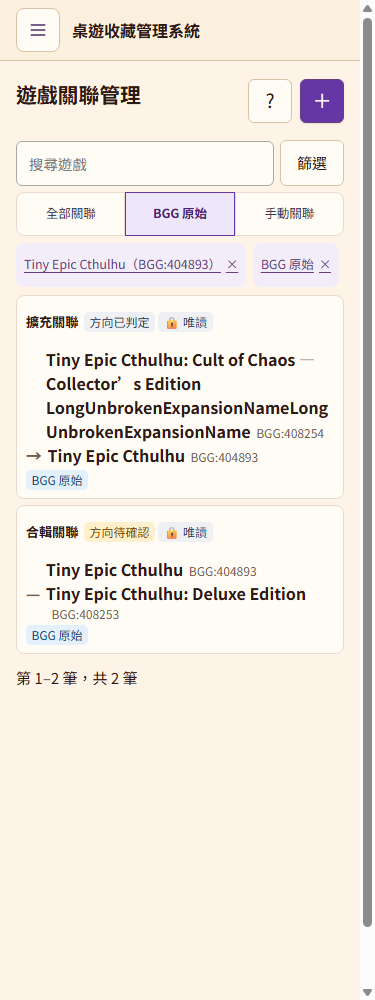 桌遊收藏管理系統
遊戲關聯管理
?
+
搜尋遊戲
篩選
全部關聯
BGG 原始
手動關聯
Tiny Epic Cthulhu（BGG:404893） ×
BGG 原始 ×
擴充關聯 方向已判定 🔒 唯讀
Tiny Epic Cthulhu: Cult of Chaos —
Collector’s Edition
LongUnbrokenExpansionNameLong
UnbrokenExpansionName BGG:408254
→ Tiny Epic Cthulhu BGG:404893
BGG 原始
合輯關聯 方向待確認 🔒 唯讀
Tiny Epic Cthulhu BGG:404893
— Tiny Epic Cthulhu: Deluxe Edition
BGG:408253
BGG 原始
第 1–2 筆，共 2 筆